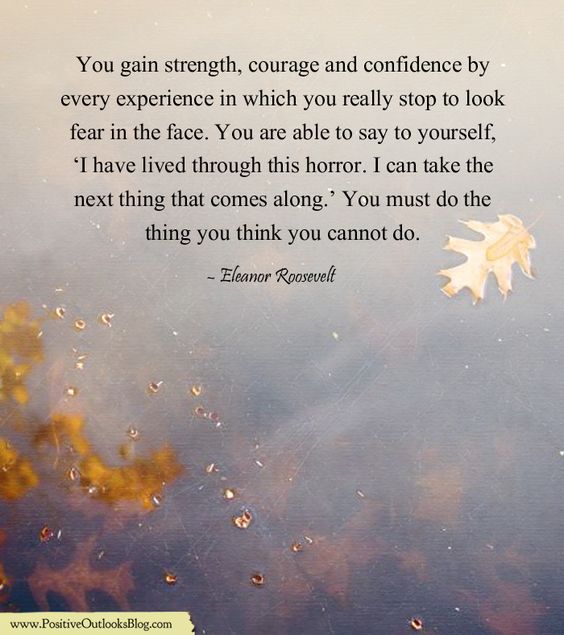 You gain strength, courage and confidence by
every experience in which you really stop to look
fear in the face. You are able to say to yourself,
‘I have lived through this horror. I can take the
next thing that comes along.’ You must do the
thing you think you cannot do.
~ Eleanor Roosevelt
www.PositiveOutlooksBlog.com